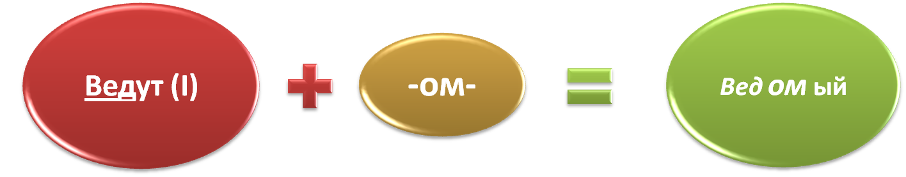 Ведут (I) + -ом- = Вед ом ый